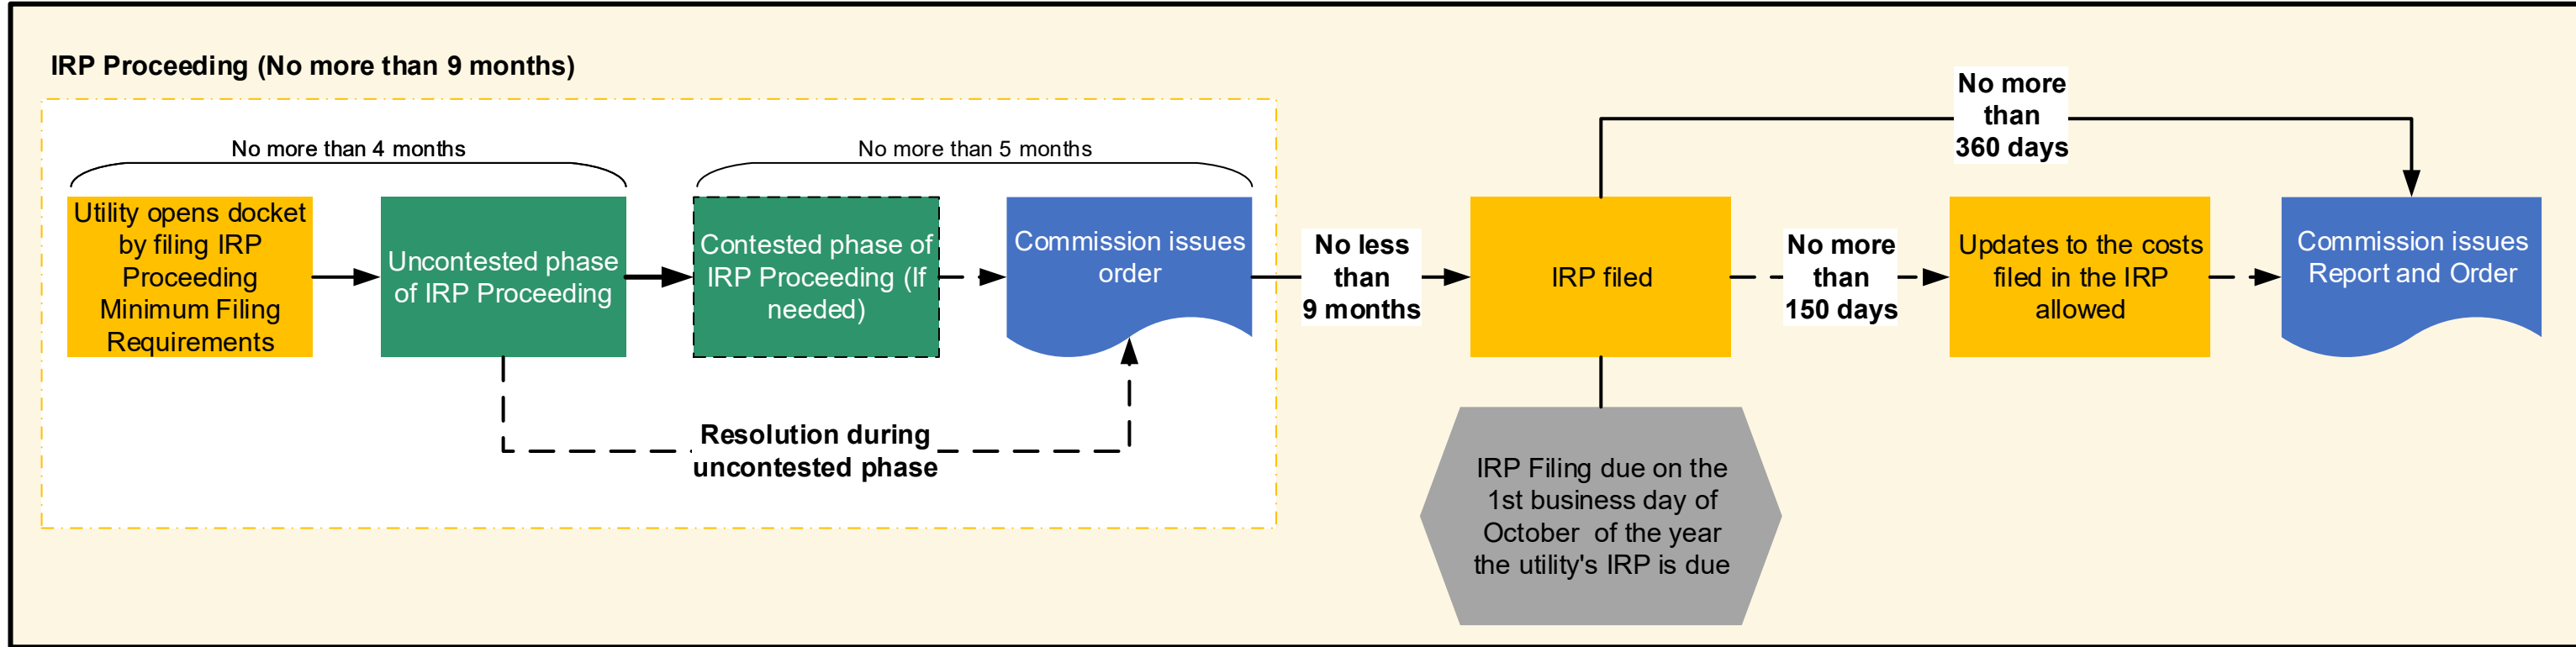 IRP Proceeding (No more than 9 months)
No more than 4 months
No more than 5 months
Utility opens docket
by filing IRP
Proceeding
Minimum Filing
Requirements
Uncontested phase
of IRP Proceeding
Contested phase of
IRP Proceeding (If
needed)
Commission issues
order
Resolution during
uncontested phase
No less
than
9 months
IRP filed
No more
than
360 days
No more
than
150 days
Updates to the costs
filed in the IRP
allowed
Commission issues
Report and Order
IRP Filing due on the
1st business day of
October  of the year
the utility's IRP is due